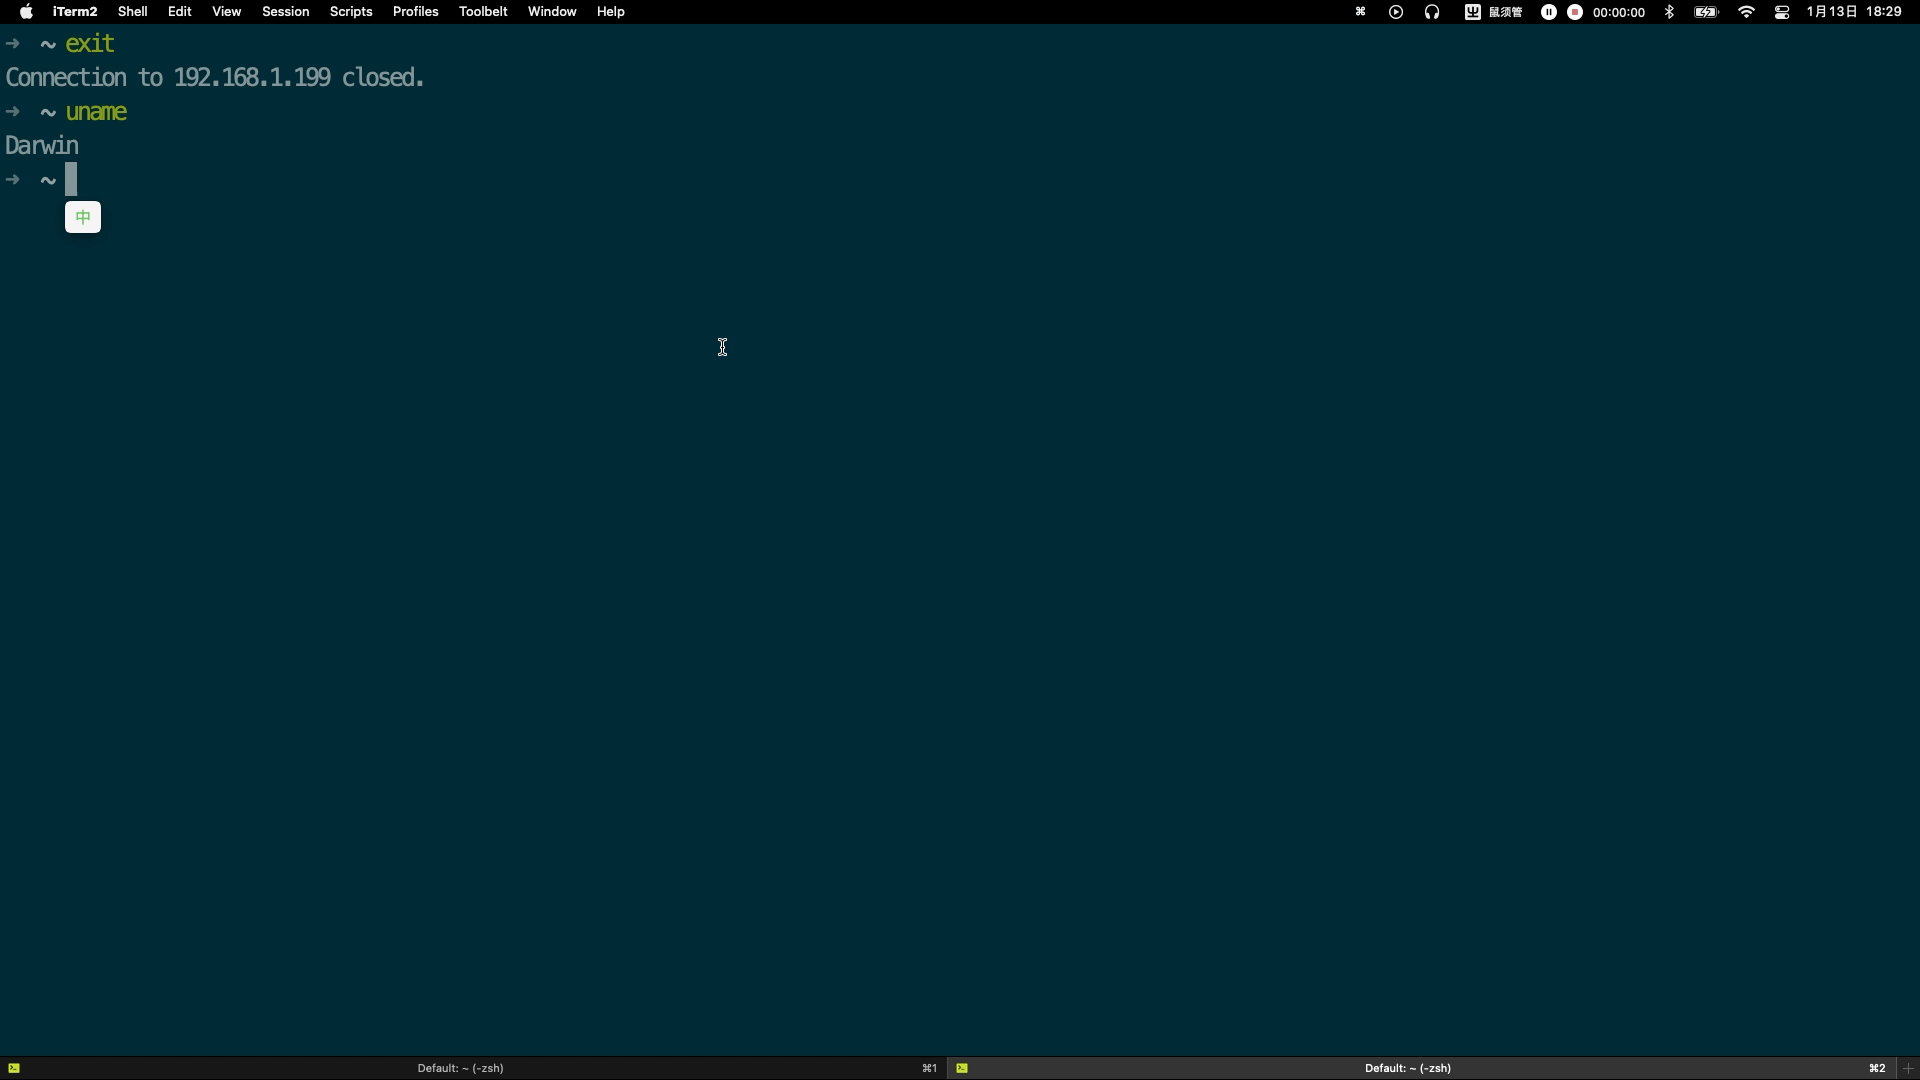 iTerm2 Shell Edit View Session Scripts Profiles Toolbelt Window Help 鼠须管 00:00:00 1月13日 18:29
➜ ~ exit
Connection to 192.168.1.199 closed.
➜ ~ uname
Darwin
➜ ~
中
Default: ~ (-zsh) ⌘1 Default: ~ (-zsh) ⌘2